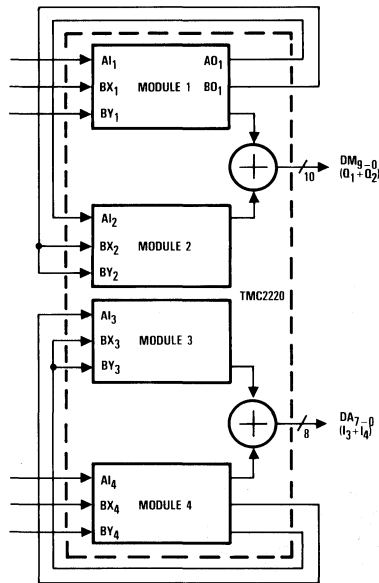 AI1 AO1
BX1 MODULE 1 BO1
BY1
DM9-0
(Q1+Q2)
10
AI2
BX2 MODULE 2
BY2
TMC2220
AI3
BX3 MODULE 3
BY3
DA7-0
(I3+I4)
8
AI4
BX4 MODULE 4
BY4